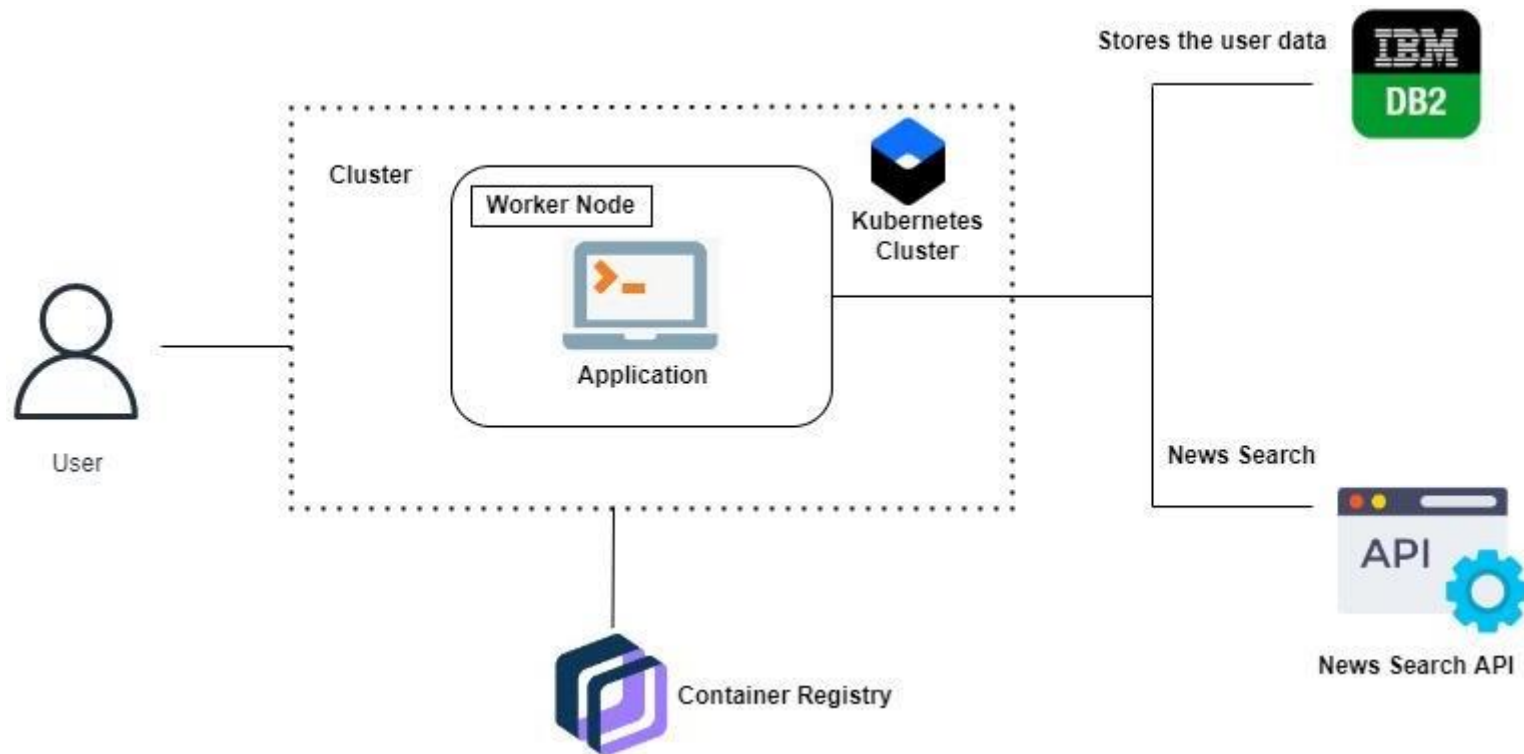 Stores the user data
IBM
DB2
Cluster
Worker Node
Kubernetes
Cluster
Application
User
News Search
API
News Search API
Container Registry